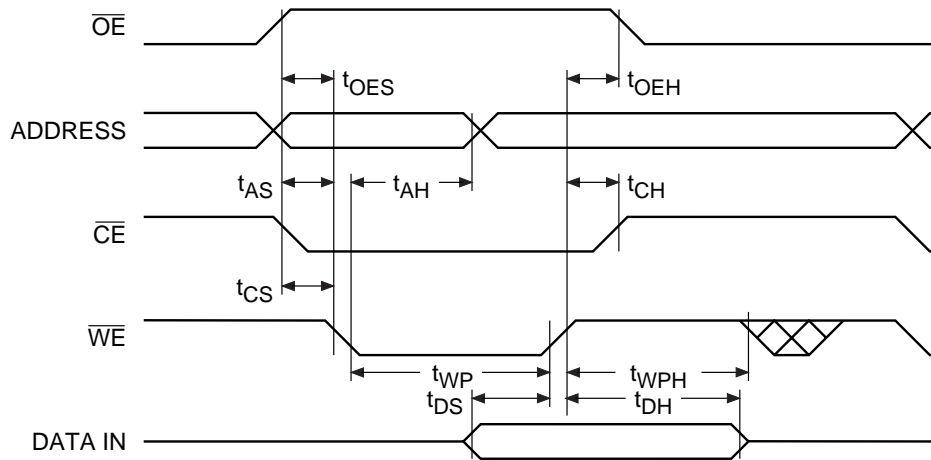 OE
tOES
tOEH
ADDRESS
tAS
tAH
tCH
CE
tCS
WE
tWP
tWPH
tDS
tDH
DATA IN